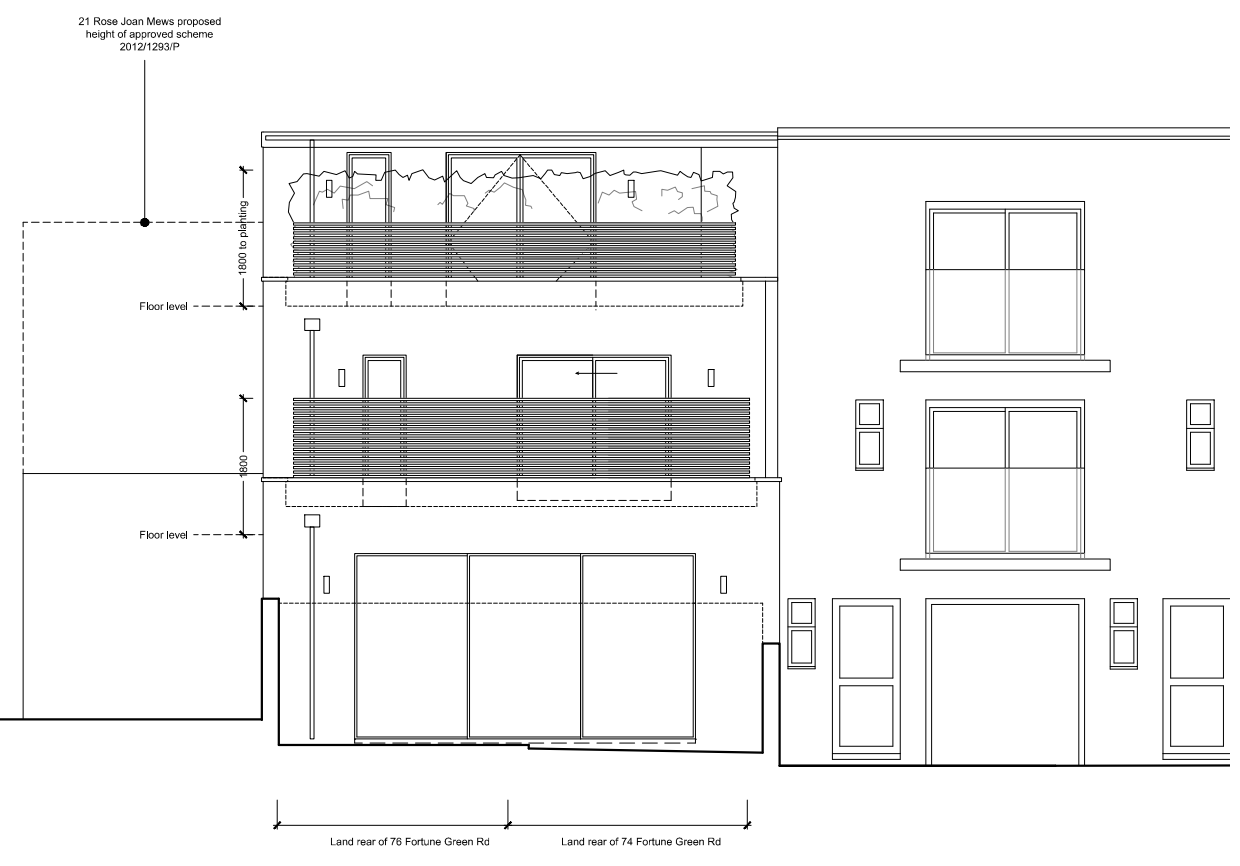 21 Rose Joan Mews proposed
height of approved scheme
2012/1293/P
1800 to planting
Floor level
1800
Floor level
Land rear of 76 Fortune Green Rd
Land rear of 74 Fortune Green Rd